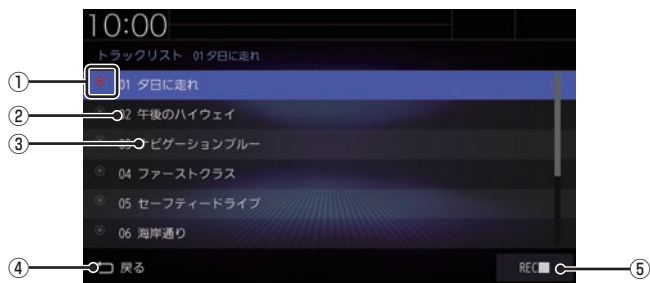 10:00
トラックリスト 01夕日に走れ
① 01 夕日に走れ
② 02 午後のハイウェイ
③ 03 ナビゲーションブルー
04 ファーストクラス
05 セーフティードライブ
06 海岸通り
④ 戻る
REC ⑤